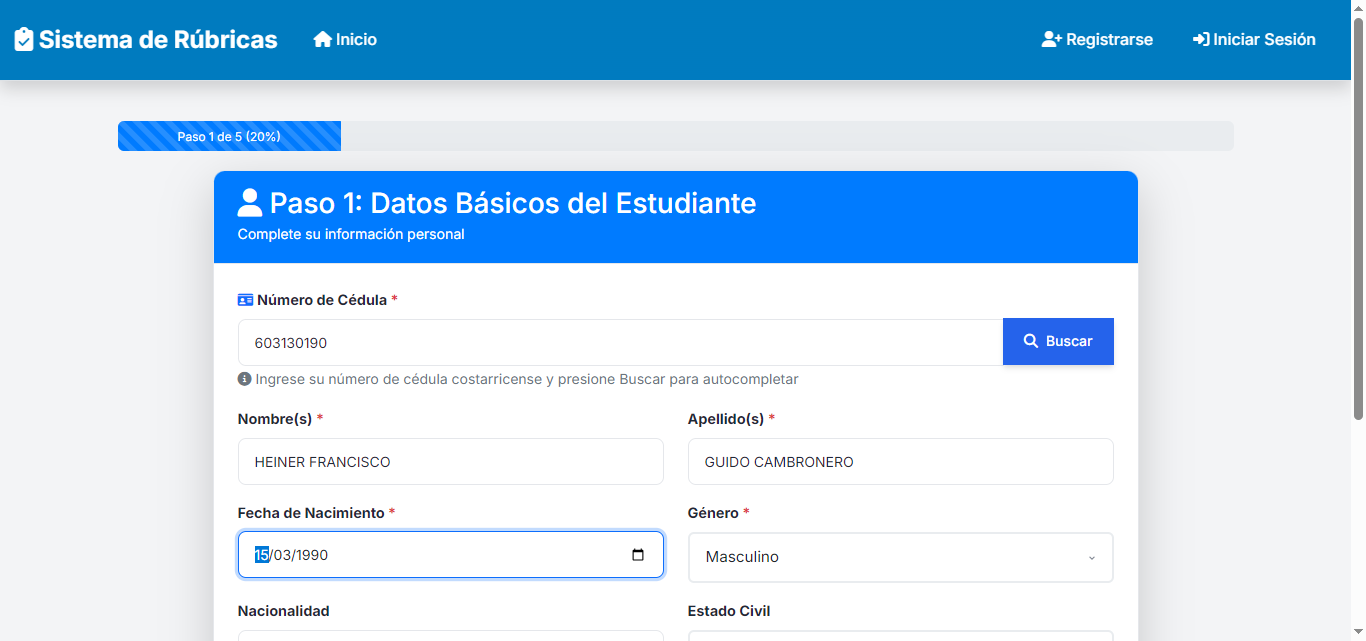 Sistema de Rúbricas Inicio Registrarse Iniciar Sesión
Paso 1 de 5 (20%)
Paso 1: Datos Básicos del Estudiante
Complete su información personal
Número de Cédula *
603130190 Buscar
Ingrese su número de cédula costarricense y presione Buscar para autocompletar
Nombre(s) * Apellido(s) *
HEINER FRANCISCO GUIDO CAMBRONERO
Fecha de Nacimiento * Género *
15/03/1990 Masculino
Nacionalidad Estado Civil